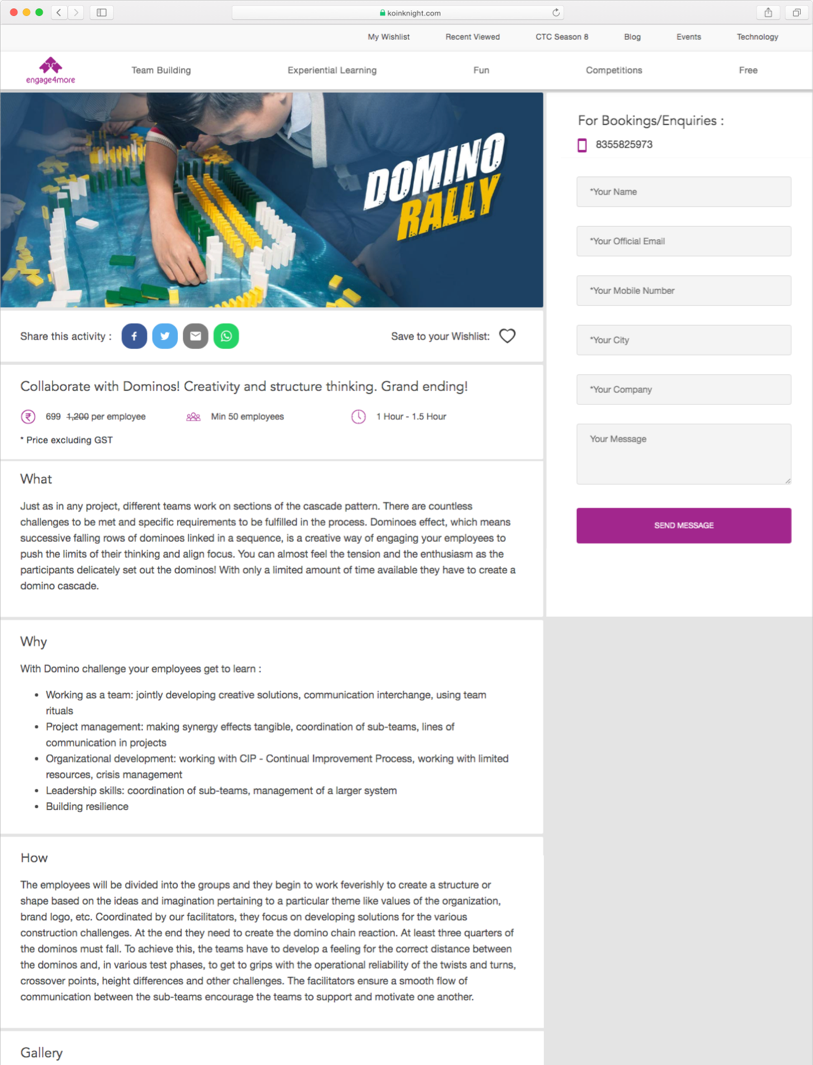 koinknight.com
My Wishlist
Recent Viewed
CTC Season 8
Blog
Events
Technology
engage4more
Team Building
Experiential Learning
Fun
Competitions
Free
DOMINO
RALLY
For Bookings/Enquiries :
8355825973
*Your Name
*Your Official Email
*Your Mobile Number
*Your City
*Your Company
Your Message
SEND MESSAGE
Share this activity :
Save to your Wishlist:
Collaborate with Dominos! Creativity and structure thinking. Grand ending!
699 1,200 per employee
Min 50 employees
1 Hour - 1.5 Hour
* Price excluding GST
What
Just as in any project, different teams work on sections of the cascade pattern. There are countless
challenges to be met and specific requirements to be fulfilled in the process. Dominoes effect, which means
successive falling rows of dominoes linked in a sequence, is a creative way of engaging your employees to
push the limits of their thinking and align focus. You can almost feel the tension and the enthusiasm as the
participants delicately set out the dominos! With only a limited amount of time available they have to create a
domino cascade.
Why
With Domino challenge your employees get to learn :
• Working as a team: jointly developing creative solutions, communication interchange, using team
rituals
• Project management: making synergy effects tangible, coordination of sub-teams, lines of
communication in projects
• Organizational development: working with CIP - Continual Improvement Process, working with limited
resources, crisis management
• Leadership skills: coordination of sub-teams, management of a larger system
• Building resilience
How
The employees will be divided into the groups and they begin to work feverishly to create a structure or
shape based on the ideas and imagination pertaining to a particular theme like values of the organization,
brand logo, etc. Coordinated by our facilitators, they focus on developing solutions for the various
construction challenges. At the end they need to create the domino chain reaction. At least three quarters of
the dominos must fall. To achieve this, the teams have to develop a feeling for the correct distance between
the dominos and, in various test phases, to get to grips with the operational reliability of the twists and turns,
crossover points, height differences and other challenges. The facilitators ensure a smooth flow of
communication between the sub-teams encourage the teams to support and motivate one another.
Gallery